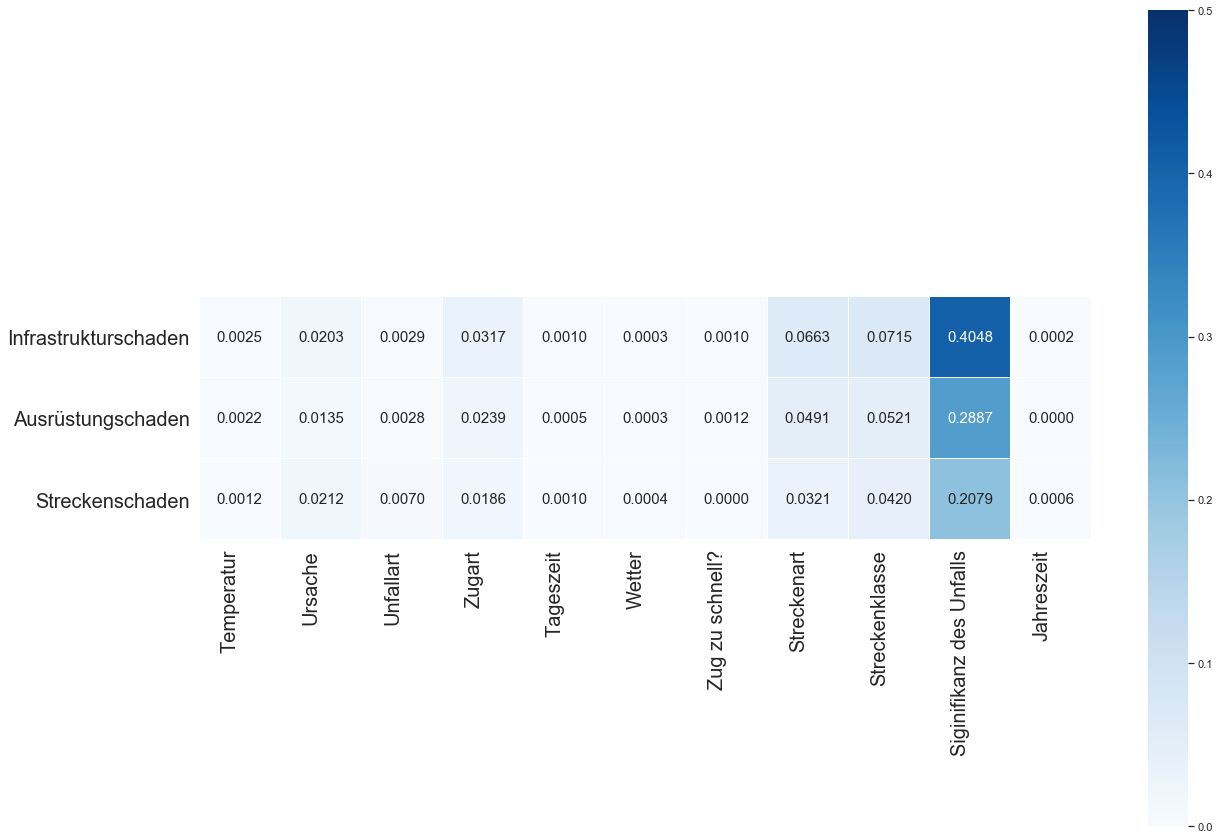 0.5
0.4
0.3
0.2
0.1
0.0
Infrastrukturschaden 0.0025 0.0203 0.0029 0.0317 0.0010 0.0003 0.0010 0.0663 0.0715 0.4048 0.0002
Ausrüstungschaden 0.0022 0.0135 0.0028 0.0239 0.0005 0.0003 0.0012 0.0491 0.0521 0.2887 0.0000
Streckenschaden 0.0012 0.0212 0.0070 0.0186 0.0010 0.0004 0.0000 0.0321 0.0420 0.2079 0.0006
Temperatur
Ursache
Unfallart
Zugart
Tageszeit
Wetter
Zug zu schnell?
Streckenart
Streckenklasse
Siginifikanz des Unfalls
Jahreszeit